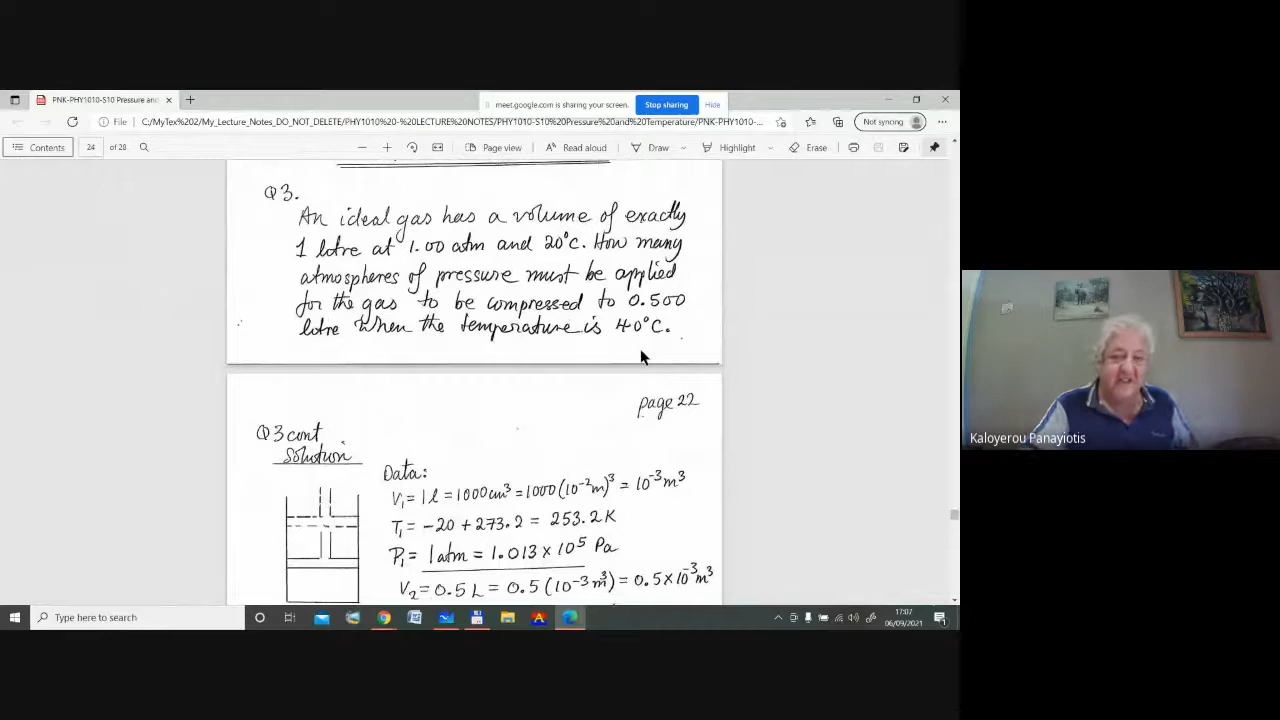 PNK-PHY1010-S10 Pressure and
meet.google.com is sharing your screen.
Stop sharing
Hide
File
C:/MyTex%202/My_Lecture_Notes_DO_NOT_DELETE/PHY1010%20-%20LECTURE%20NOTES/PHY1010-S10%20Pressure%20and%20Temperature/PNK-PHY1010-...
Not syncing
Contents
24
of 28
Page view
Read aloud
Draw
Highlight
Erase
Q3.
An ideal gas has a volume of exactly
1 litre at 1.00 atm and 20°C. How many
atmospheres of pressure must be applied
for the gas to be compressed to 0.500
litre when the temperature is 40°C.
page 22
Q3 cont
Solution
Data:
V₁ = 1 l = 1000 cm³ = 1000 (10⁻² m)³ = 10⁻³ m³
T₁ = -20 + 273.2 = 253.2 K
P₁ = 1 atm = 1.013 x 10⁵ Pa
V₂ = 0.5 L = 0.5 (10⁻³ m³) = 0.5 x 10⁻³ m³
Kaloyerou Panayiotis
Type here to search
17:07
06/09/2021